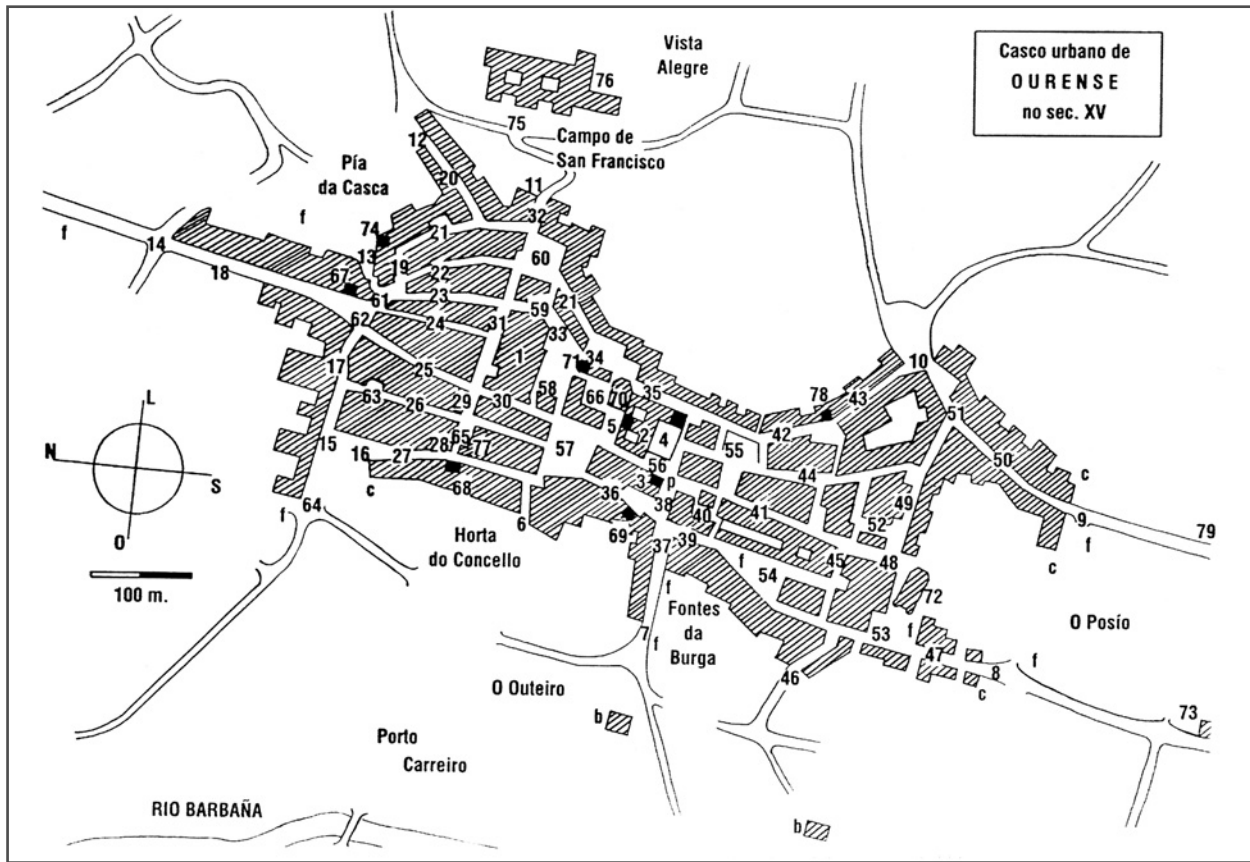 Casco urbano de
OURENSE
no sec. XV
Vista
Alegre
76
75
Campo de
San Francisco
12
20
11
32
Pía
da Casca
f
f
74
13
21
19
22
60
14
18
67
61
23
59
21
62
24
31
33
1
34
71
17
25
58
66
70
35
5
2
4
63
26
29
30
57
55
42
78
43
10
51
50
c
9
f
c
79
15
16
27
28
65
77
68
c
56
3
p
36
38
40
41
44
49
52
48
45
6
69
37
39
f
54
64
f
Horta
do Concello
f
Fontes
da
Burga
7
f
53
72
f
47
8
c
f
O Posío
46
73
N
L
S
O
100 m.
O Outeiro
b
Porto
Carreiro
RIO BARBAÑA
b